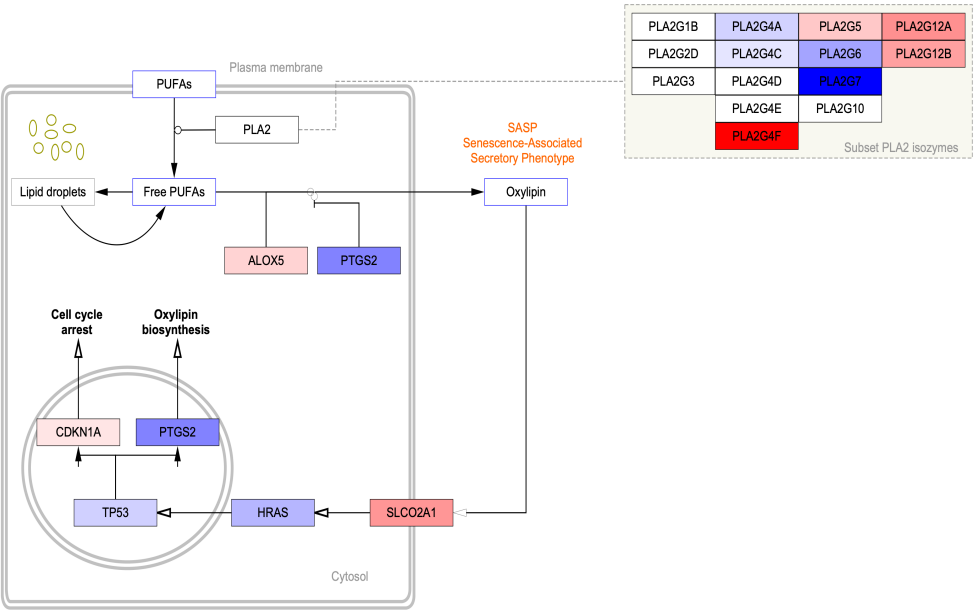 PLA2G1B PLA2G4A PLA2G5 PLA2G12A
PLA2G2D PLA2G4C PLA2G6 PLA2G12B
PLA2G3 PLA2G4D PLA2G7
PLA2G4E PLA2G10
PLA2G4F
Subset PLA2 isozymes
Plasma membrane
PUFAs
PLA2
SASP
Senescence-Associated
Secretory Phenotype
Lipid droplets
Free PUFAs
Oxylipin
ALOX5
PTGS2
Cell cycle
arrest
Oxylipin
biosynthesis
CDKN1A
PTGS2
TP53
HRAS
SLCO2A1
Cytosol